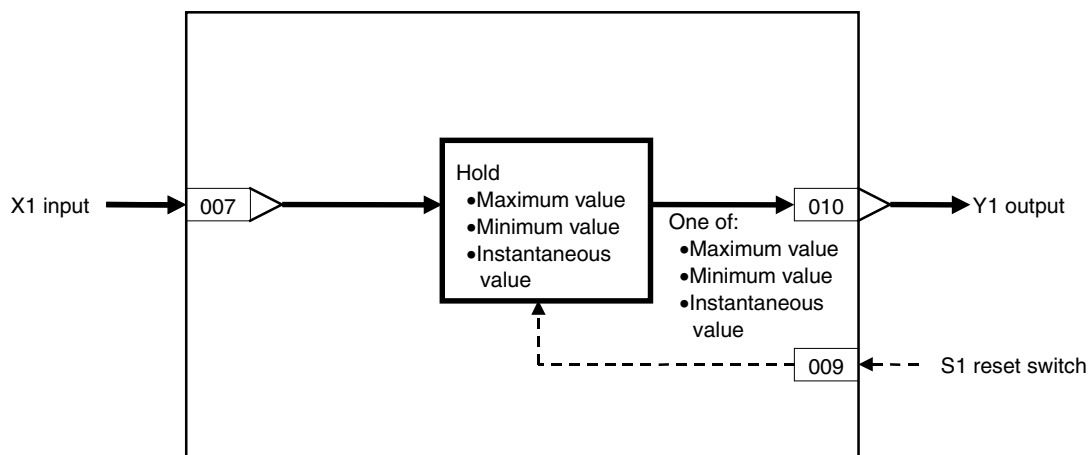 X1 input
007
Hold
•Maximum value
•Minimum value
•Instantaneous
value
One of:
•Maximum value
•Minimum value
•Instantaneous
value
010
Y1 output
009
S1 reset switch